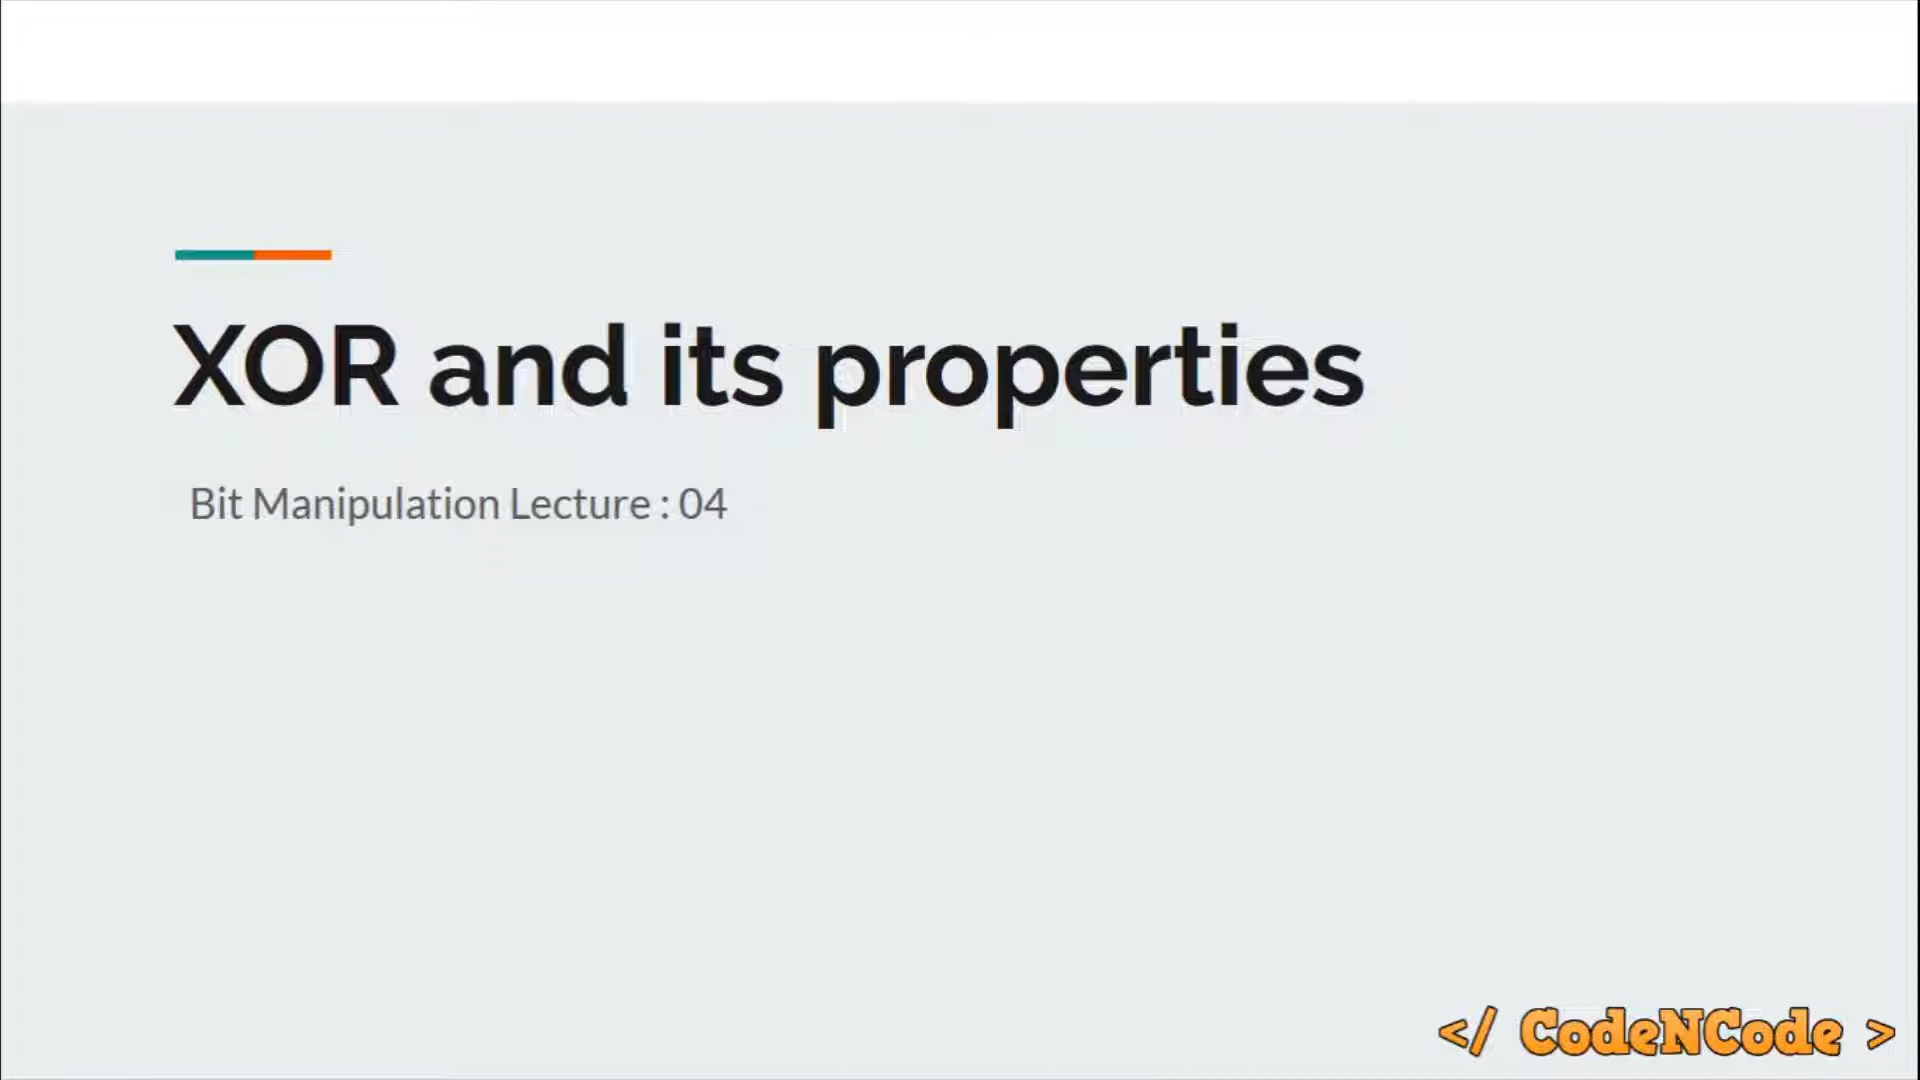 XOR and its properties
Bit Manipulation Lecture : 04
</ CodeNCode >